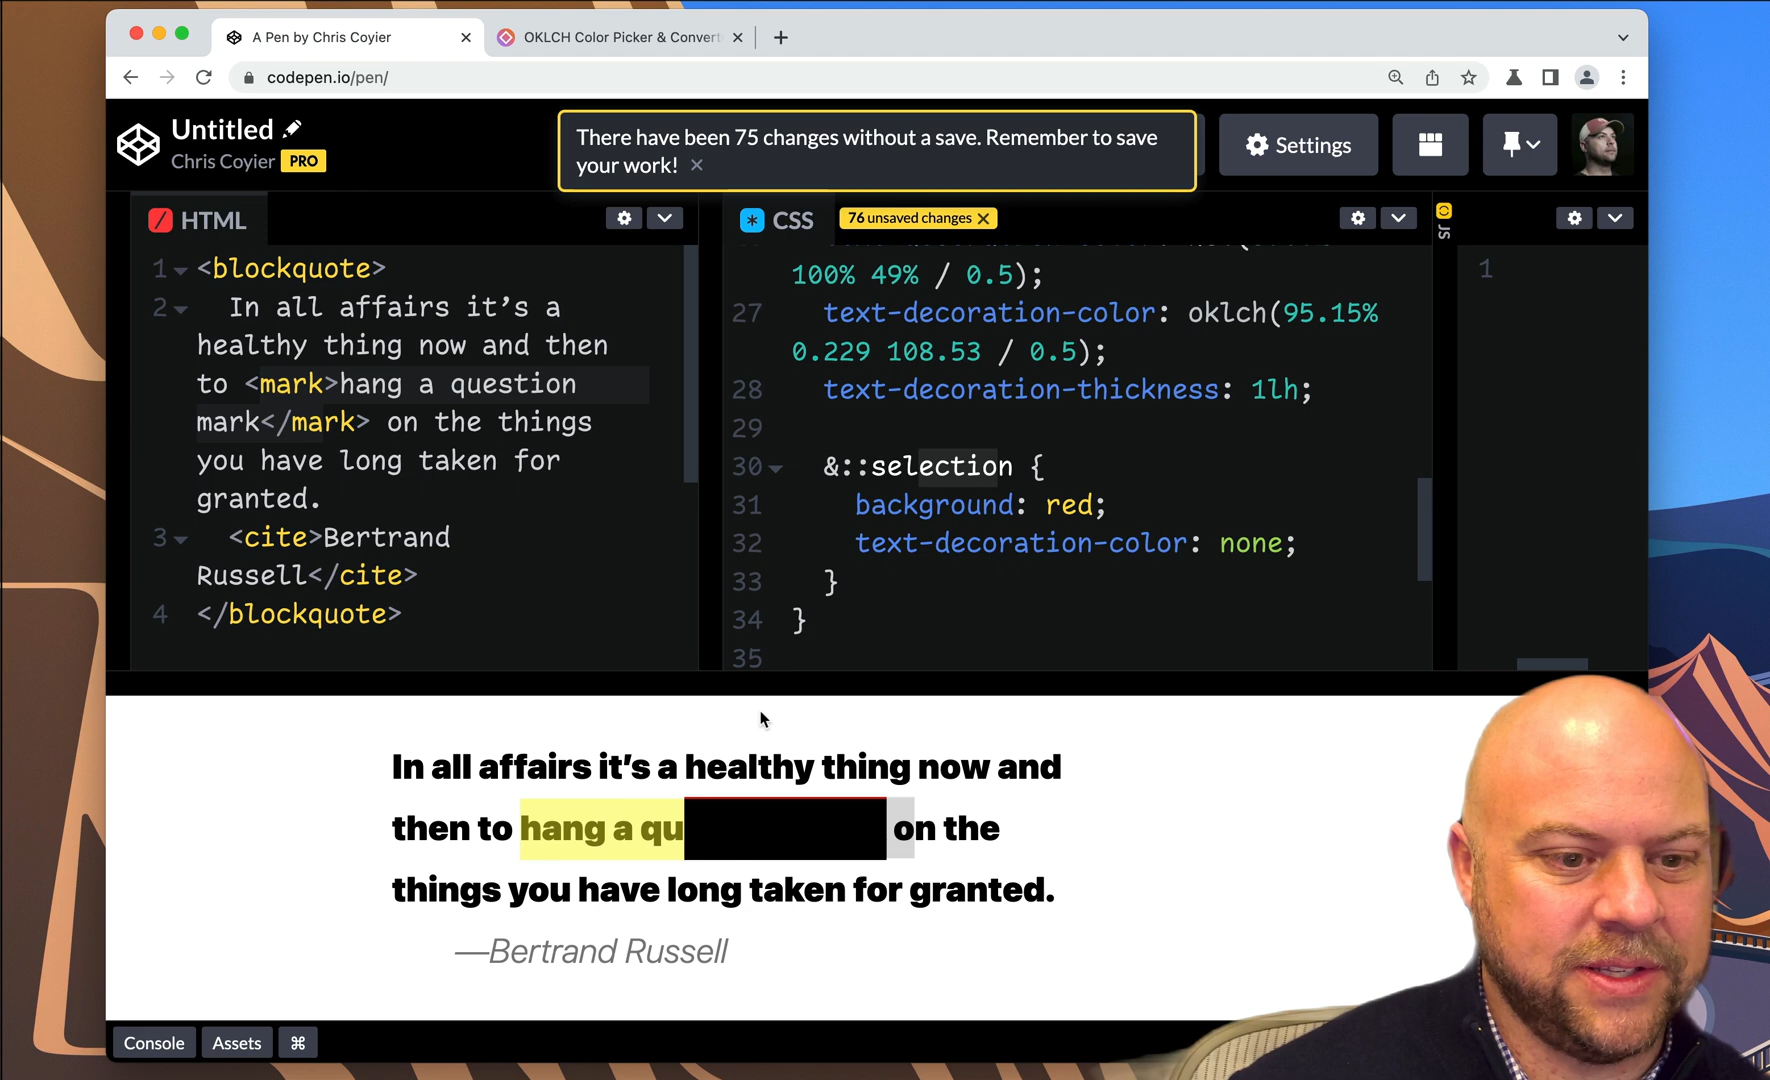 A Pen by Chris Coyier
OKLCH Color Picker & Convert
codepen.io/pen/
Untitled
Chris Coyier PRO
There have been 75 changes without a save. Remember to save
your work!
Settings
HTML
1 <blockquote>
2 In all affairs it’s a
healthy thing now and then
to <mark>hang a question
mark</mark> on the things
you have long taken for
granted.
3 <cite>Bertrand
Russell</cite>
4 </blockquote>
CSS 76 unsaved changes
100% 49% / 0.5);
27 text-decoration-color: oklch(95.15%
0.229 108.53 / 0.5);
28 text-decoration-thickness: 1lh;
29
30 &::selection {
31 background: red;
32 text-decoration-color: none;
33 }
34 }
35
JS
1
In all affairs it’s a healthy thing now and
then to hang a qu on the
things you have long taken for granted.
—Bertrand Russell
Console Assets ⌘